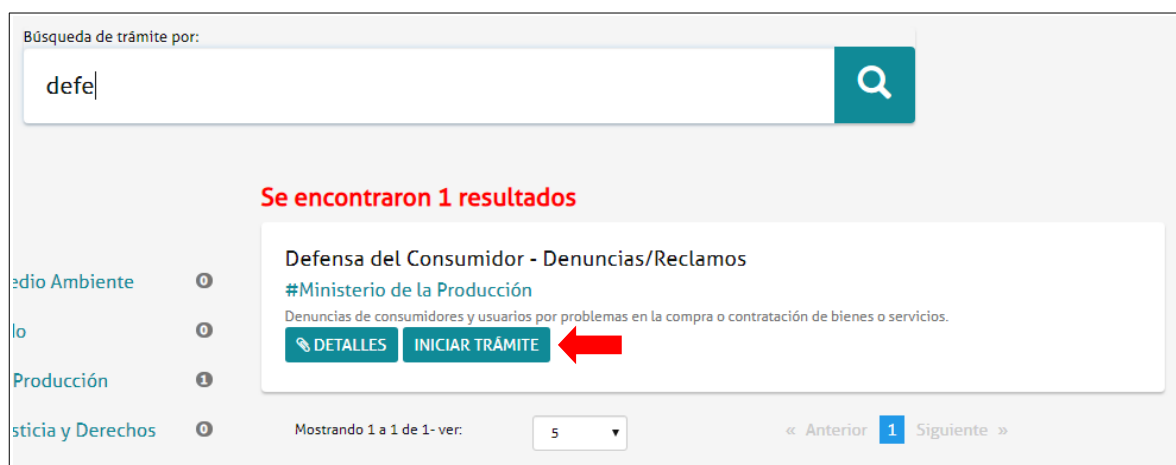 Búsqueda de trámite por:
defe
Se encontraron 1 resultados
Defensa del Consumidor - Denuncias/Reclamos
#Ministerio de la Producción
Denuncias de consumidores y usuarios por problemas en la compra o contratación de bienes o servicios.
DETALLES INICIAR TRÁMITE
edio Ambiente 0
lo 0
Producción 1
sticia y Derechos 0
Mostrando 1 a 1 de 1- ver: 5 « Anterior 1 Siguiente »